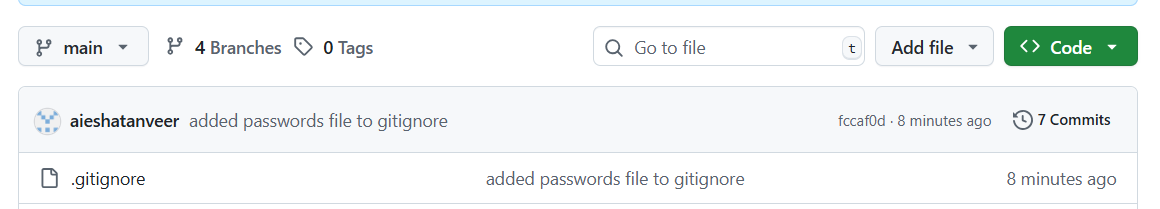 main 4 Branches 0 Tags Go to file t Add file Code
aieshatanveer added passwords file to gitignore fccaf0d · 8 minutes ago 7 Commits
.gitignore added passwords file to gitignore 8 minutes ago